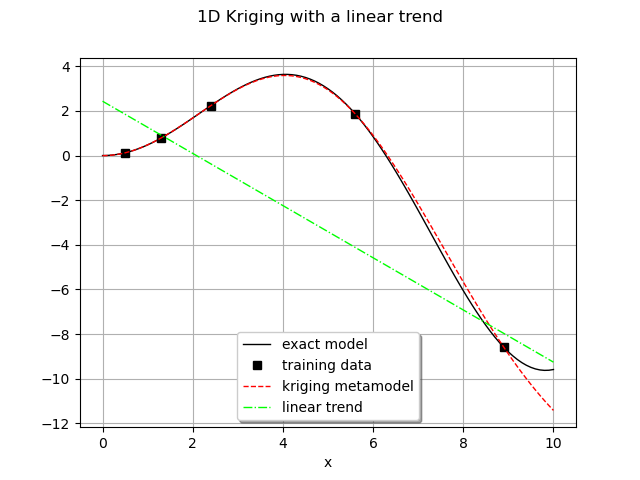 1D Kriging with a linear trend
4
2
0
−2
−4
−6
−8
−10
−12
exact model
training data
kriging metamodel
linear trend
0 2 4 6 8 10
x